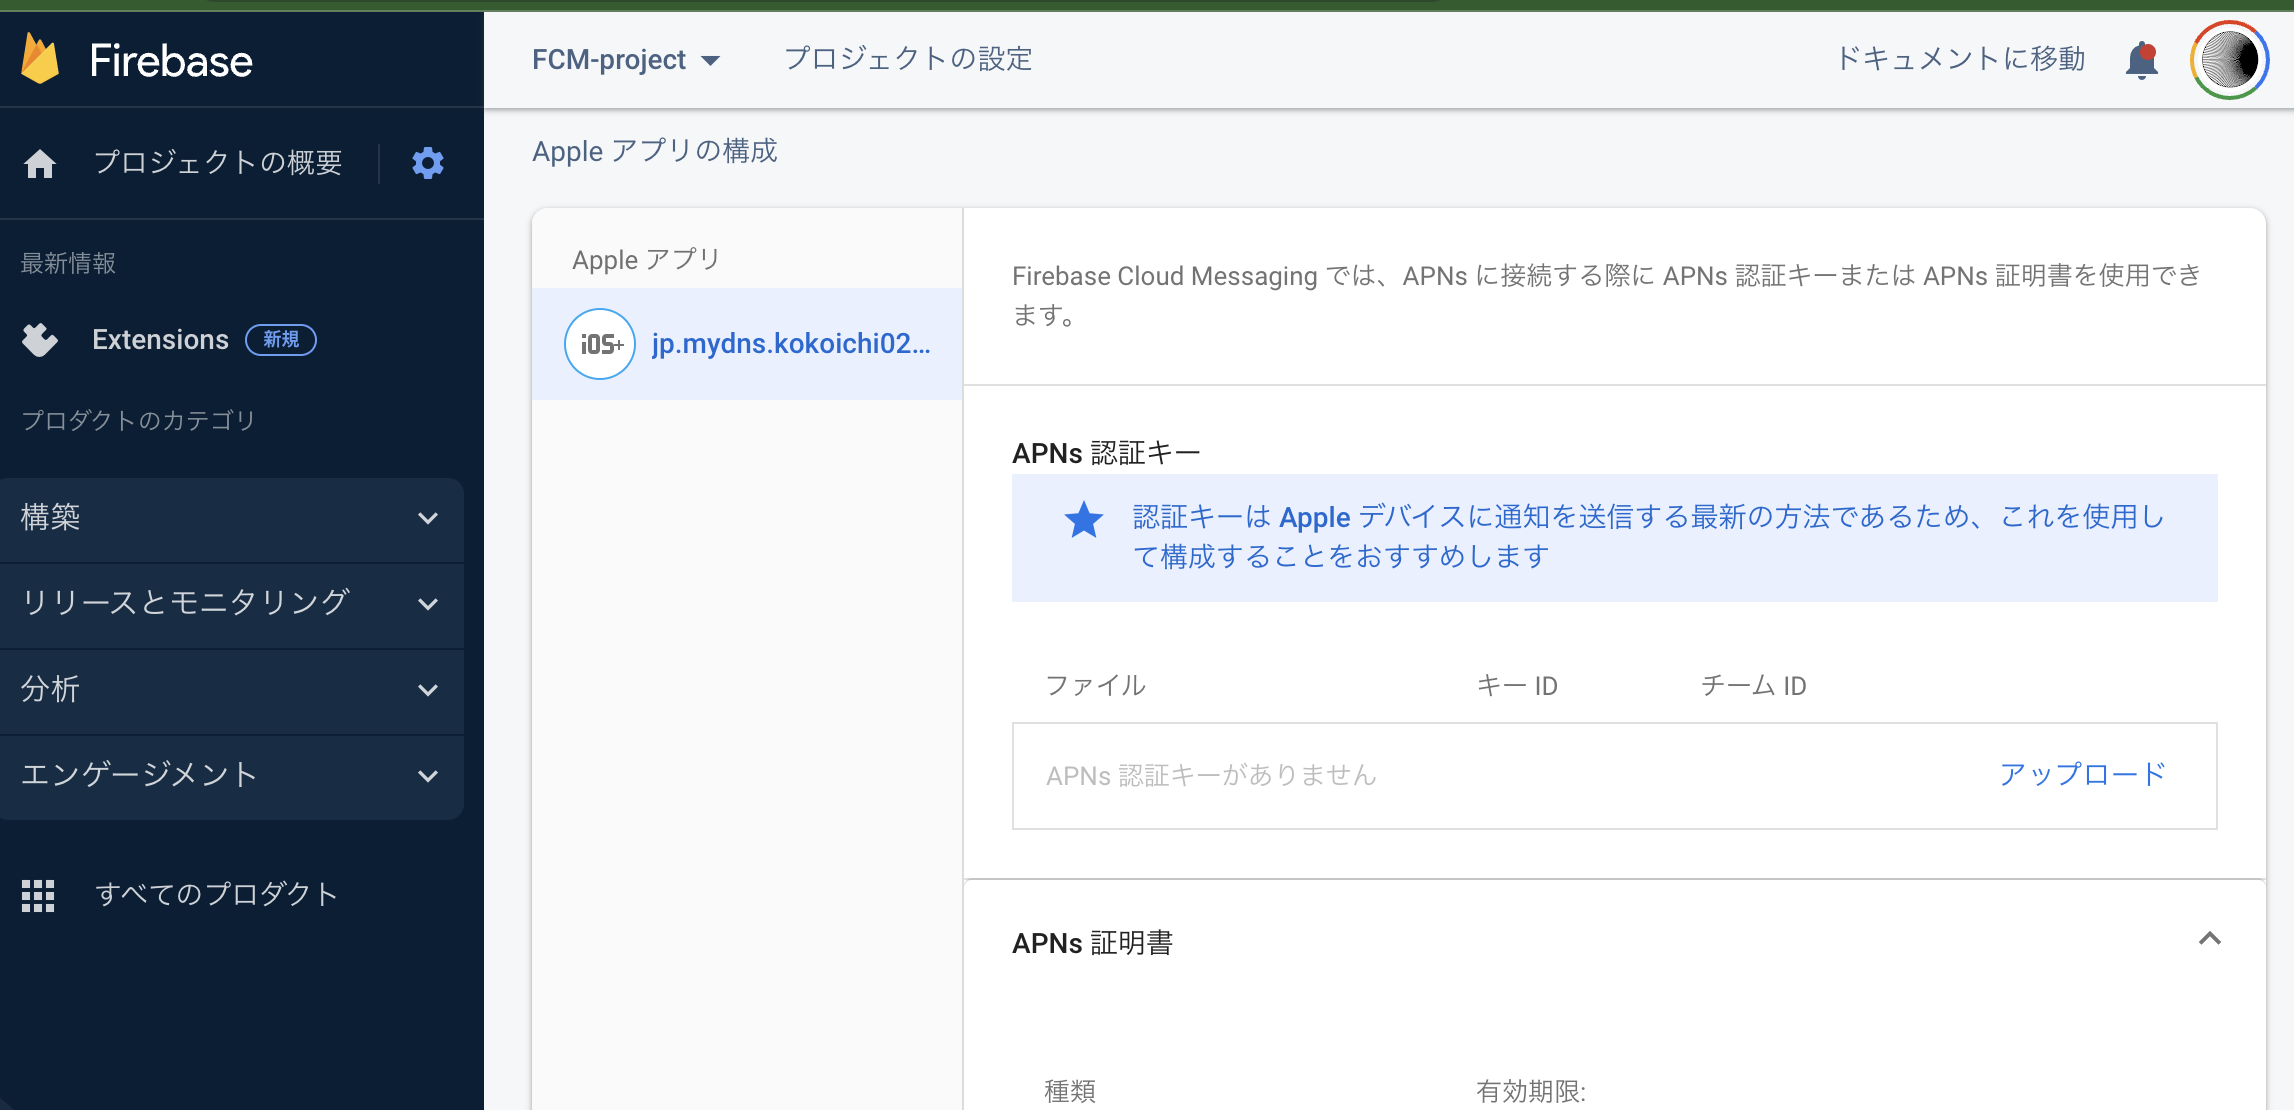 Firebase
FCM-project
プロジェクトの設定
ドキュメントに移動
プロジェクトの概要
最新情報
Extensions 新規
プロダクトのカテゴリ
構築
リリースとモニタリング
分析
エンゲージメント
すべてのプロダクト
Apple アプリの構成
Apple アプリ
iOS+
jp.mydns.kokoichi02...
Firebase Cloud Messaging では、APNs に接続する際に APNs 認証キーまたは APNs 証明書を使用でき
ます。
APNs 認証キー
認証キーは Apple デバイスに通知を送信する最新の方法であるため、これを使用し
て構成することをおすすめします
ファイル
キー ID
チーム ID
APNs 認証キーがありません
アップロード
APNs 証明書
種類
有効期限: